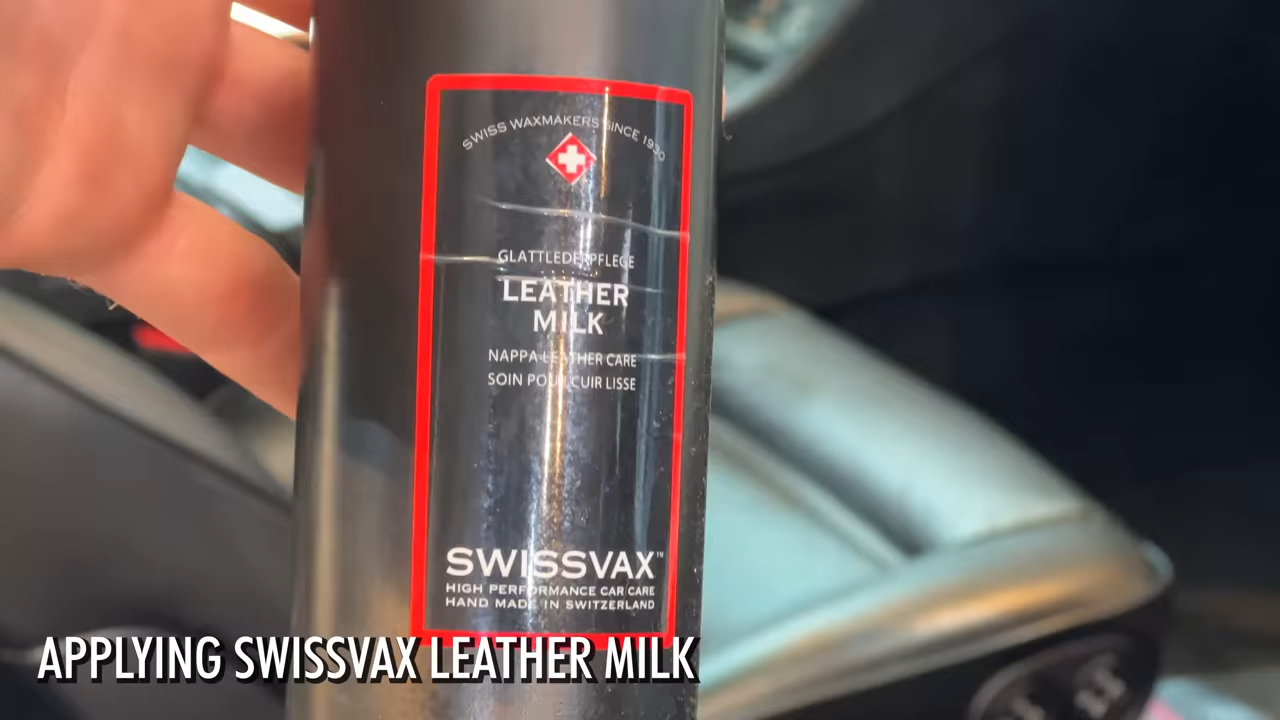 SWISS WAXMAKERS SINCE 1930
GLATTLEDERPFLEGE
LEATHER
MILK
NAPPA-LEATHER CARE
SOIN POUR CUIR LISSE
SWISSVAX™
HIGH PERFORMANCE CAR CARE
HAND MADE IN SWITZERLAND
APPLYING SWISSVAX LEATHER MILK